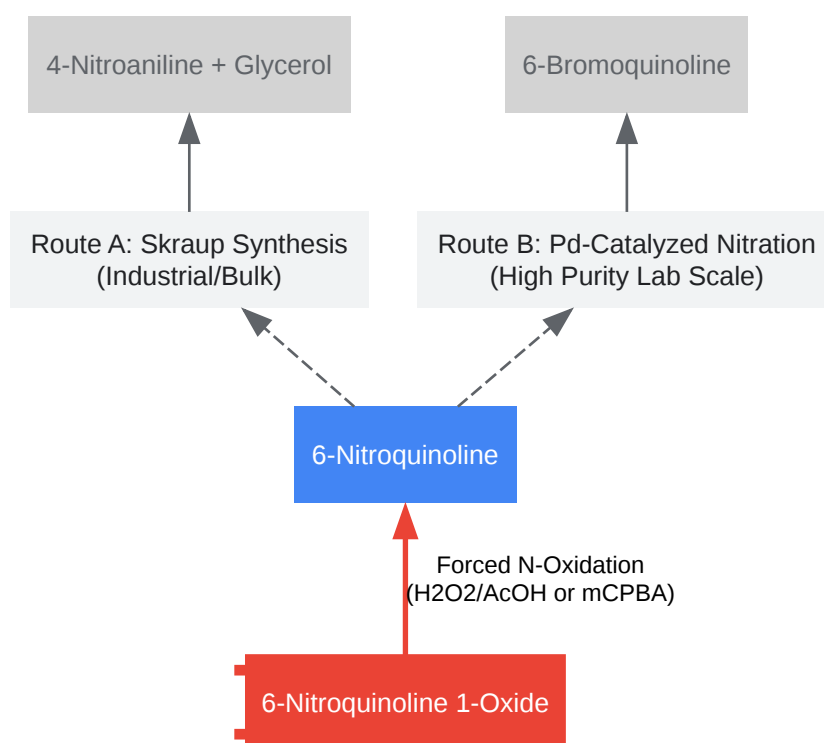 4-Nitroaniline + Glycerol
6-Bromoquinoline
Route A: Skraup Synthesis
(Industrial/Bulk)
Route B: Pd-Catalyzed Nitration
(High Purity Lab Scale)
6-Nitroquinoline
Forced N-Oxidation
(H2O2/AcOH or mCPBA)
6-Nitroquinoline 1-Oxide